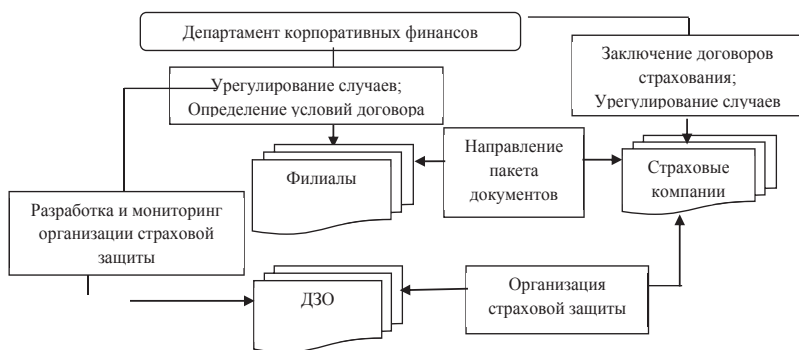 Департамент корпоративных финансов
Заключение договоров
страхования;
Урегулирование случаев
Урегулирование случаев;
Определение условий договора
Филиалы
Направление
пакета
документов
Страховые
компании
Разработка и мониторинг
организации страховой
защиты
ДЗО
Организация
страховой защиты